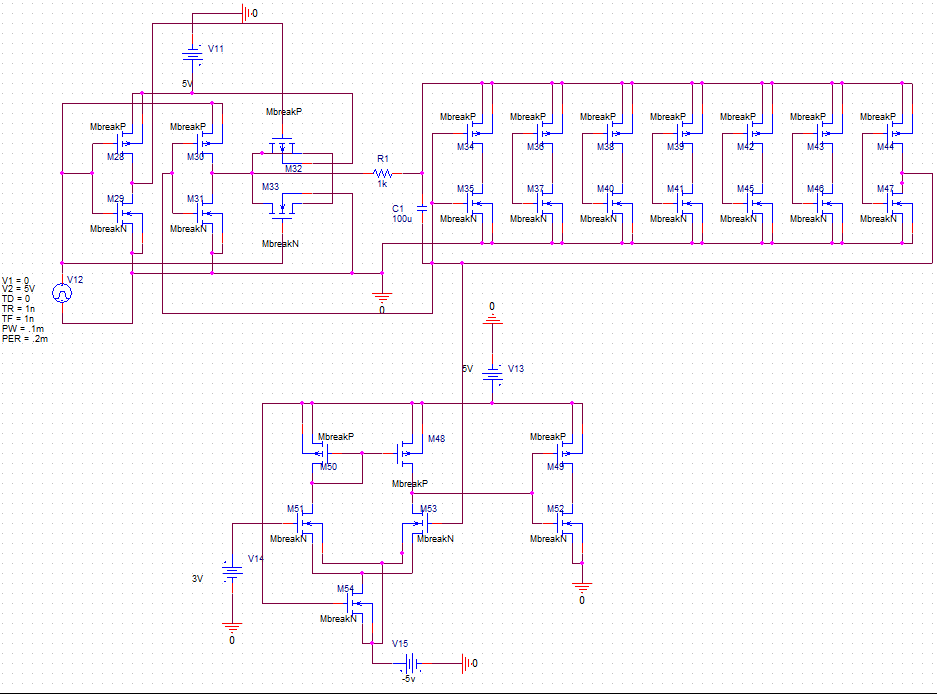 0
V11
5V
MbreakP
MbreakP
MbreakP
MbreakP
MbreakP
MbreakP
MbreakP
MbreakP
MbreakP
MbreakP
M28
M30
M32
M34
M36
M38
M39
M42
M43
M44
R1
1k
M33
M29
M31
C1
100u
M35
M37
M40
M41
M45
M46
M47
MbreakN
MbreakN
MbreakN
MbreakN
MbreakN
MbreakN
MbreakN
MbreakN
MbreakN
MbreakN
V12
V1 = 0
V2 = 5V
TD = 0
TR = 1n
TF = 1n
PW = .1m
PER = .2m
0
0
5V
V13
MbreakP
M48
MbreakP
M50
M49
MbreakP
M51
M53
M52
MbreakN
MbreakN
MbreakN
V14
3V
M54
MbreakN
0
0
V15
0
-5v